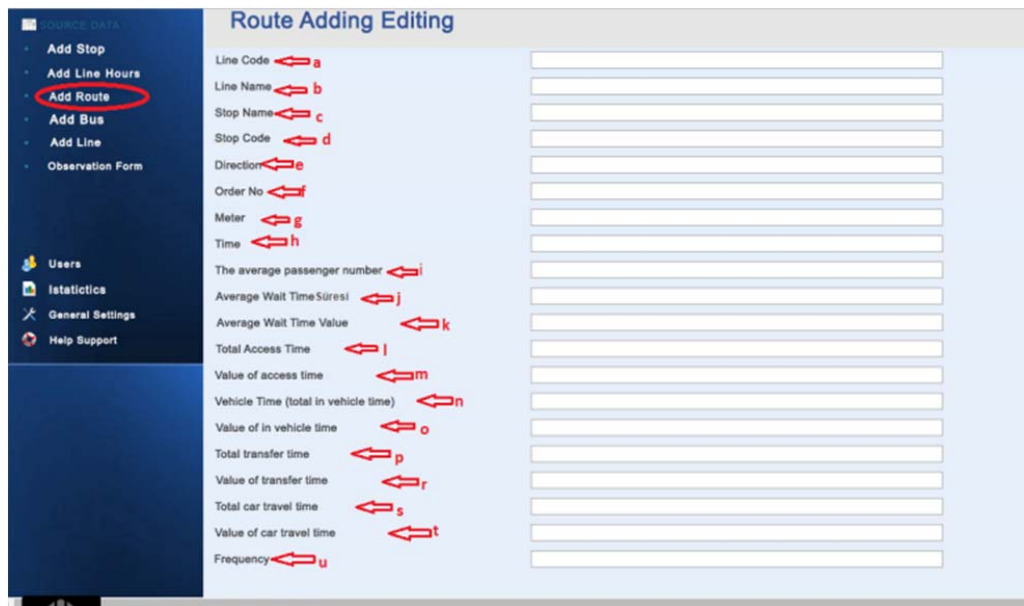 SOURCE DATA
Add Stop
Add Line Hours
Add Route
Add Bus
Add Line
Observation Form
Users
Istatictics
General Settings
Help Support
Route Adding Editing
Line Code a
Line Name b
Stop Name c
Stop Code d
Direction e
Order No f
Meter g
Time h
The average passenger number i
Average Wait Time Süresi j
Average Wait Time Value k
Total Access Time l
Value of access time m
Vehicle Time (total in vehicle time) n
Value of in vehicle time o
Total transfer time p
Value of transfer time r
Total car travel time s
Value of car travel time t
Frequency u